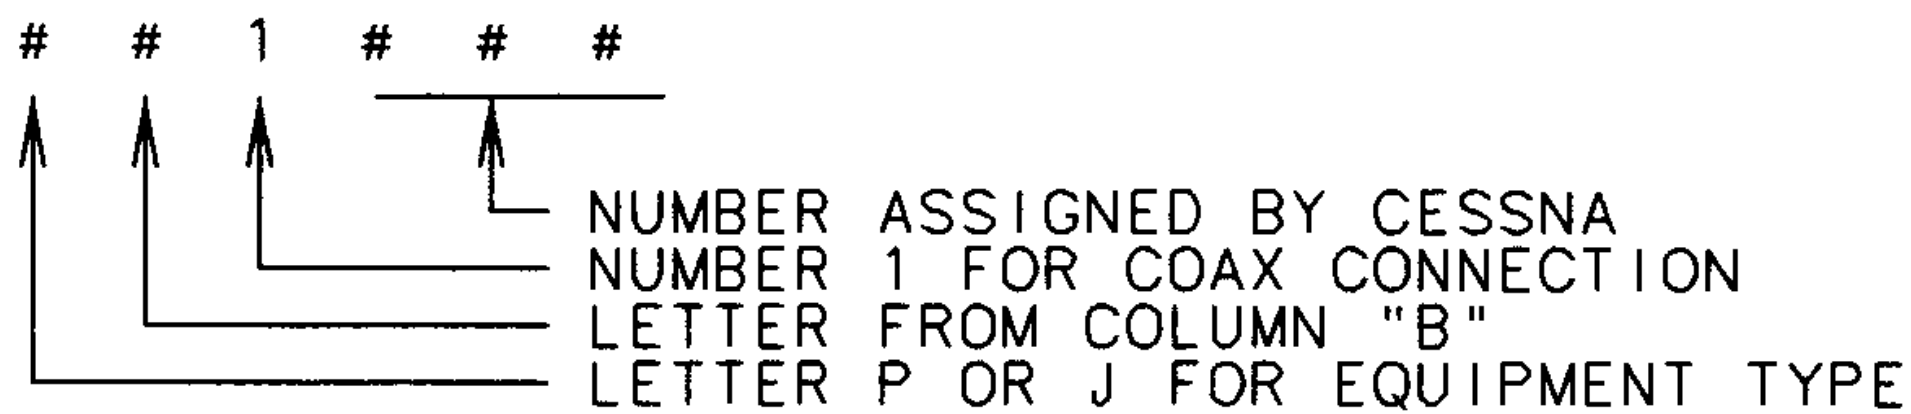 # # 1 # # #
NUMBER ASSIGNED BY CESSNA
NUMBER 1 FOR COAX CONNECTION
LETTER FROM COLUMN "B"
LETTER P OR J FOR EQUIPMENT TYPE